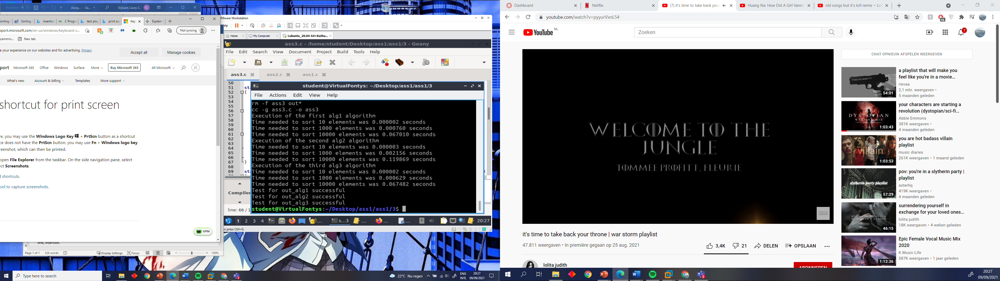 AutoSave Off
Assig... - Sa...
Stijlaart,Casey C.
SC
Sorting
Sorting
insertion
C Progra
test plag
print scr
Key
Explain
pport.microsoft.com/en-us/windows/keyboard-s...
Not syncing
grammin...
New tab
e your experience on our websites and for advertising. Privacy
Accept all
Manage cookies
pport
Microsoft 365
Office
Windows
Surface
More
Buy Microsoft 365
All Microsoft
What's new
Account & billing
Templates
More support
shortcut for print screen
re, you may use the Windows Logo Key + PrtScn button as a shortcut
ce does not have the PrtScn button, you may use Fn + Windows logo key
reenshot, which can then be printed.
open File Explorer from the taskbar. On the side navigation pane, select
ect Screenshots.
d shortcuts.
ool to capture screenshots.
VPN
one, insertion.
Page 1 of 1
326 words
Display Settings
Focus
100%
VMware Workstation
Help
Home
My Computer
Lubuntu_20.04-64+Katha...
ass3.c - /home/student/Desktop/ass1/ass1/3 - Geany
File Edit Search View Document Project Build Tools Help
ass3.c
ass2.c
ass1.c
50
51
52
53
54
55
56
57
58
59
60
61
62
63
64
65
66
67
68
69
student@VirtualFontys: ~/Desktop/ass1/ass1/3
File Actions Edit View Help
rm -f ass3 out*
cc -g ass3.c -o ass3
Execution of the first alg1 algorithm
Time needed to sort 10 elements was 0.000002 seconds
Time needed to sort 1000 elements was 0.000760 seconds
Time needed to sort 10000 elements was 0.067010 seconds
Execution of the second alg2 algorithm
Time needed to sort 10 elements was 0.000003 seconds
Time needed to sort 1000 elements was 0.002156 seconds
Time needed to sort 10000 elements was 0.119869 seconds
Execution of the third alg3 algorithm
Time needed to sort 10 elements was 0.000002 seconds
Time needed to sort 1000 elements was 0.000629 seconds
Time needed to sort 10000 elements was 0.067482 seconds
Test for out_alg1 successful
Test for out_alg2 successful
Test for out_alg3 successful
student@VirtualFontys:~/Desktop/ass1/ass1/3$
Compiler
line: 66 / 1
1 2 3 4
s...3
20:27
or press Ctrl+G.
Type here to search
22°C Nu regen
ENG
INTL
20:27
09/09/2021
Dashboard
Netflix
(7) it's time to take back your
Huang Na: How Did A Girl Vanish
old songs but it's lofi remix ~ Lof
youtube.com/watch?v=pyyurVxnL54
16
YouTube NL
Zoeken
7
WELCOME TO THE
JUNGLE
TOMMEE PROFITT, FLEURIE
LOLITA
JUDITH
it's time to take back your throne | war storm playlist
47.811 weergaven • In première gegaan op 25 aug. 2021
3,4K
21
DELEN
OPSLAAN
lolita judith
ABONNEREN
CHAT OPNIEUW AFSPELEN WEERGEVEN
54:01
a playlist that will make you
feel like you're in a movie...
rievaa
2,1 mln. weergaven •
5 maanden geleden
DYSTOPIAN
WRITING MIX
1:03:43
your characters are starting a
revolution (dystopian/sci-fi...
Abbie Emmons
381K weergaven •
4 maanden geleden
villain
1:03:53
you are hot badass villain
playlist
music diaries
261K weergaven • 1 maand geleden
slytherin party playlist
57:29
pov: you're in a slytherin party |
playlist
asterhq
419K weergaven •
4 maanden geleden
46:15
surrendering yourself in
exchange for your loved ones...
lolita judith
18K weergaven • 4 weken geleden
1:12:36
Epic Female Vocal Music Mix
2020
K Music Life
587K weergaven • 1 jaar geleden
20:27
09/09/2021